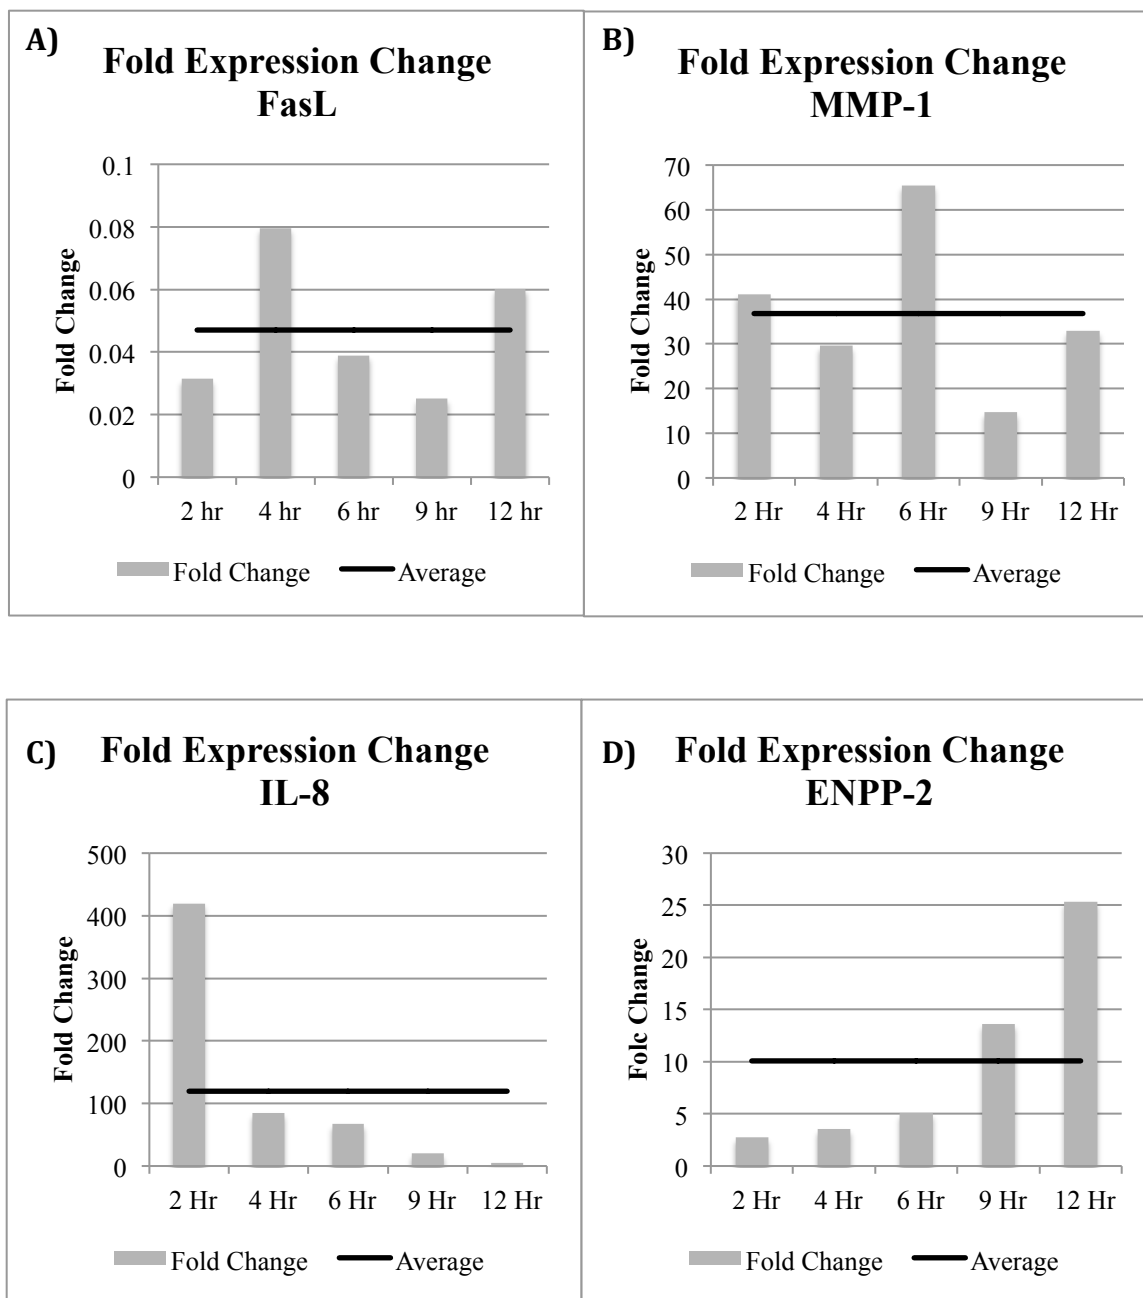 A)
Fold Expression Change
FasL
Fold Change
0.1
0.08
0.06
0.04
0.02
0
2 hr 4 hr 6 hr 9 hr 12 hr
Fold Change Average
B)
Fold Expression Change
MMP-1
Fold Change
70
60
50
40
30
20
10
0
2 Hr 4 Hr 6 Hr 9 Hr 12 Hr
Fold Change Average
C)
Fold Expression Change
IL-8
Fold Change
500
400
300
200
100
0
2 Hr 4 Hr 6 Hr 9 Hr 12 Hr
Fold Change Average
D)
Fold Expression Change
ENPP-2
Folc Change
30
25
20
15
10
5
0
2 Hr 4 Hr 6 Hr 9 Hr 12 Hr
Fold Change Average